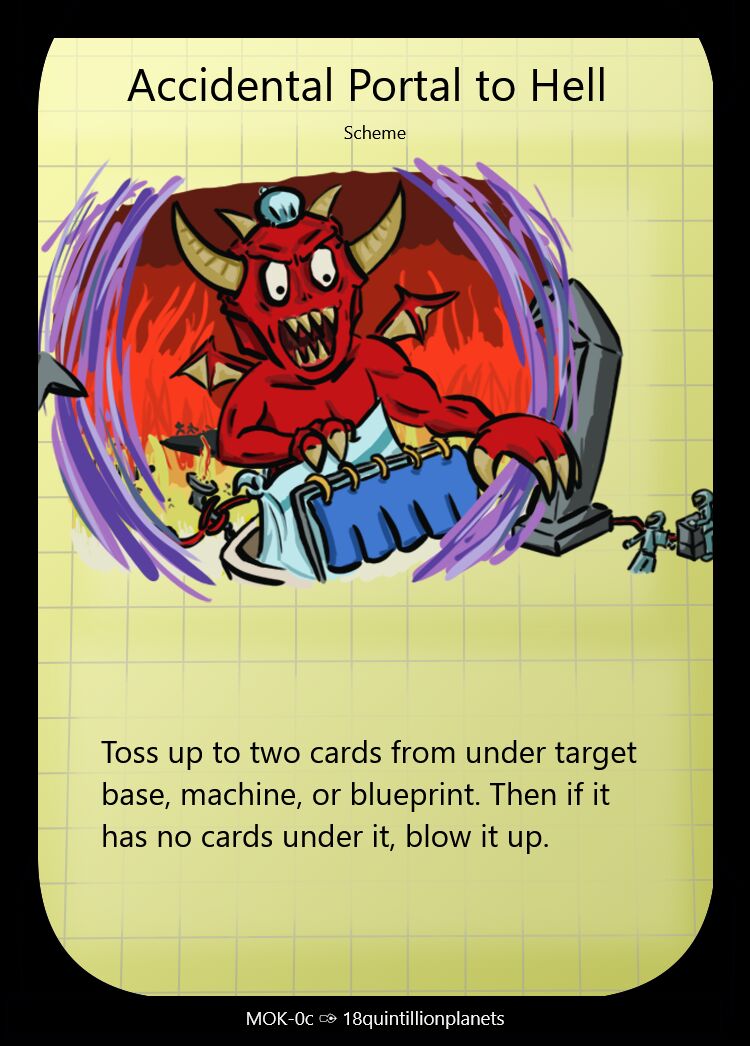 Accidental Portal to Hell
Scheme
Toss up to two cards from under target
base, machine, or blueprint. Then if it
has no cards under it, blow it up.
MOK-0c ✑ 18quintillionplanets